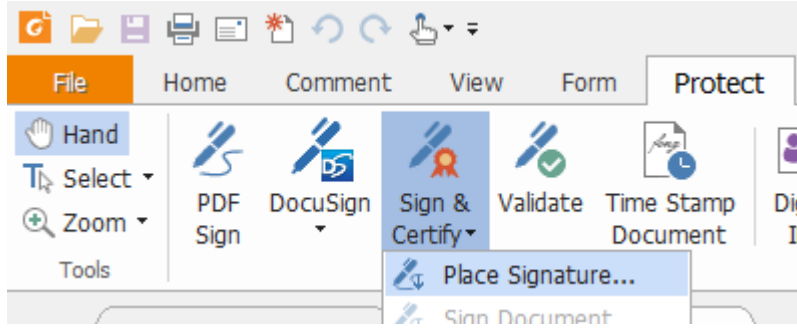 File Home Comment View Form Protect
Hand
Select
Zoom
Tools
PDF Sign
DocuSign
Sign & Certify
Validate
Time Stamp Document
Place Signature...
Sign Document